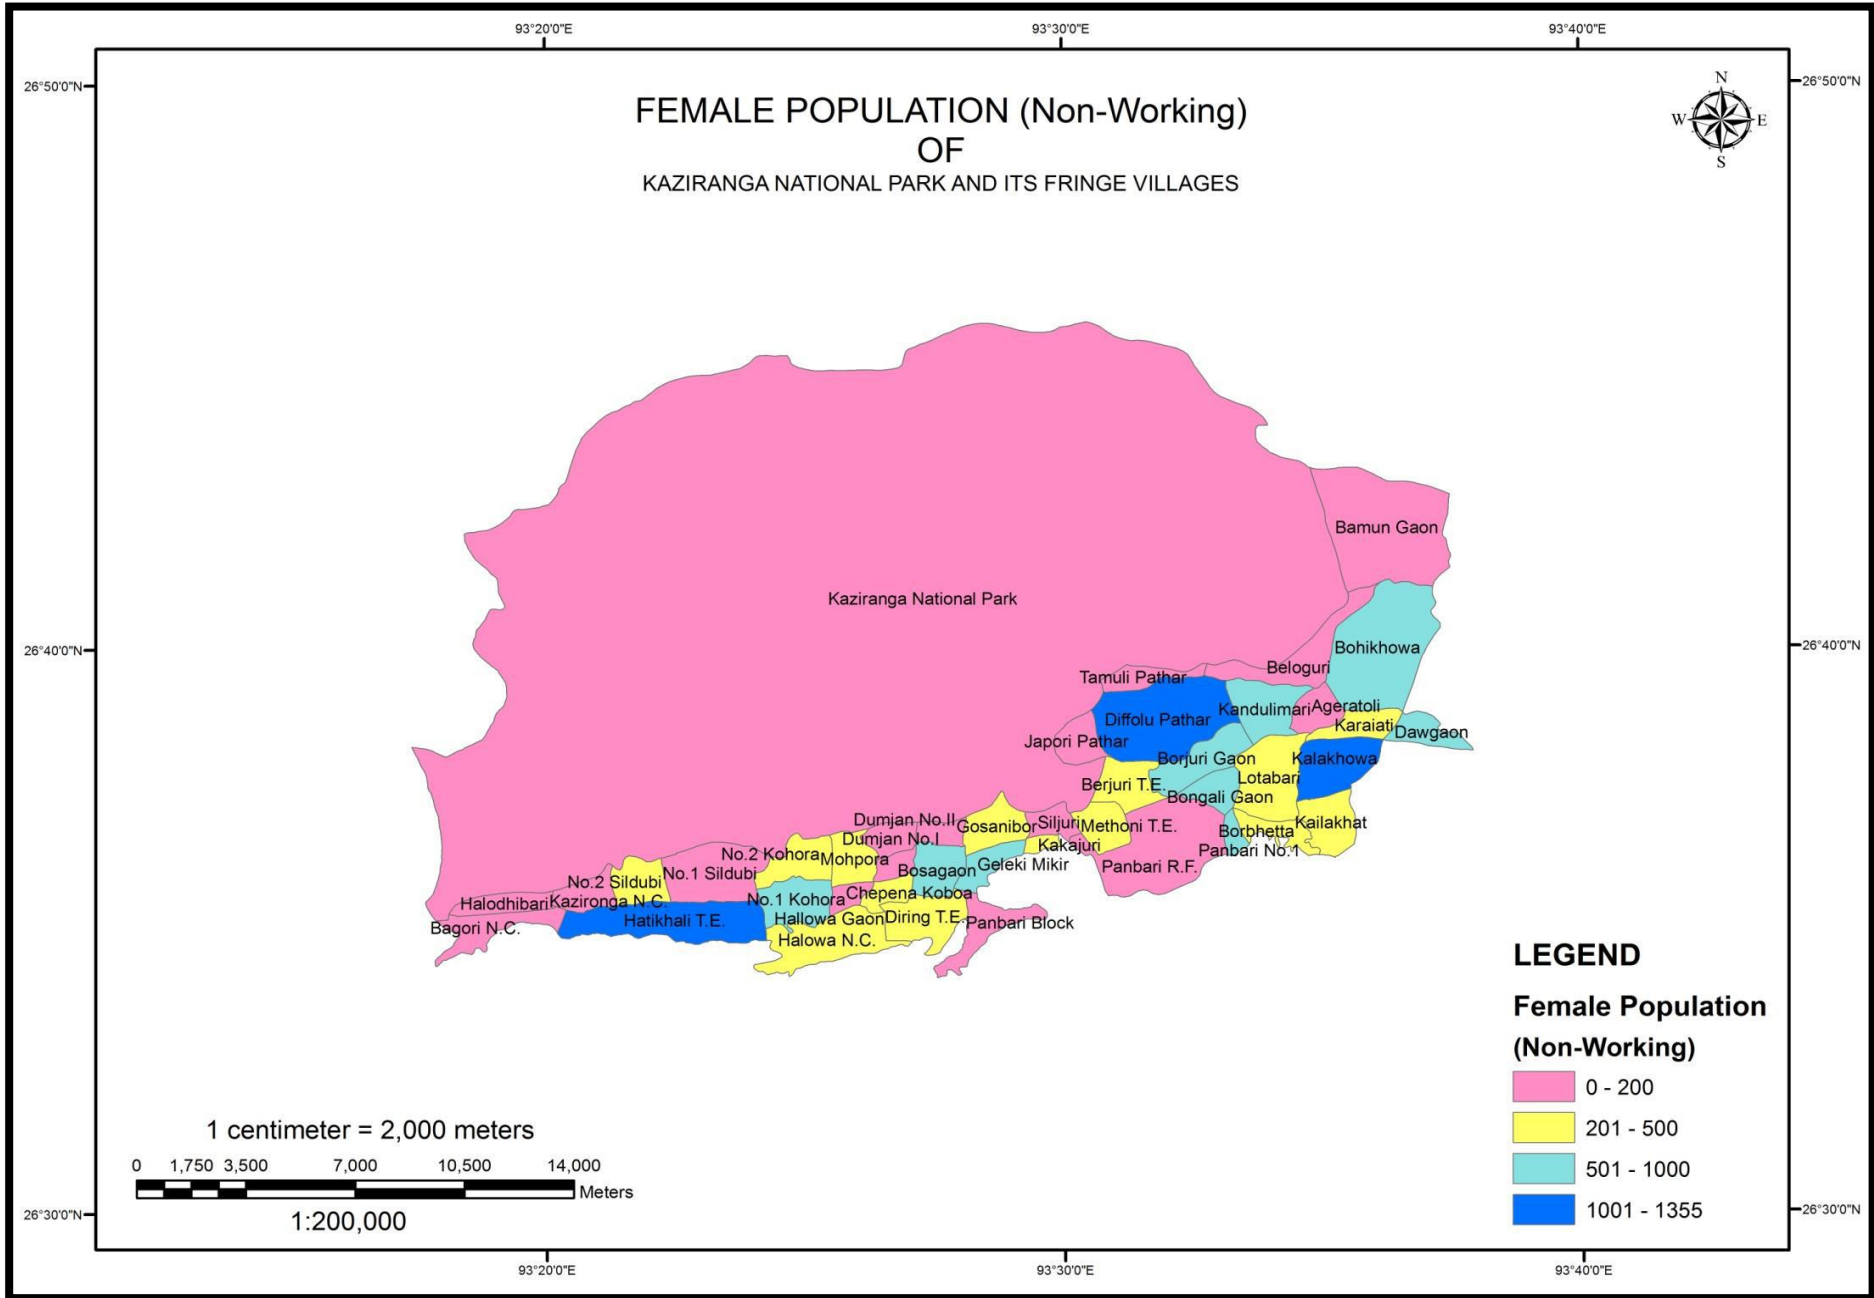 93°20'0"E
93°30'0"E
93°40'0"E
26°50'0"N
26°50'0"N
FEMALE POPULATION (Non-Working)
OF
KAZIRANGA NATIONAL PARK AND ITS FRINGE VILLAGES
N
W
E
S
Bamun Gaon
Kaziranga National Park
26°40'0"N
26°40'0"N
Bohikhowa
Beloguri
Tamuli Pathar
Kandulimari
Ageratoli
Diffolu Pathar
Karaiati
Dawgaon
Japori Pathar
Borjuri Gaon
Kalakhowa
Lotabari
Berjuri T.E.
Bongali Gaon
Dumjan No.II
Gosanibor
Siljuri
Methoni T.E.
Kailakhat
Borbhetta
Dumjan No.I
Kakajuri
Panbari No.1
No.2 Kohora
Mohpora
Geleki Mikir
Panbari R.F.
No.1 Sildubi
Bosagaon
No.2 Sildubi
Chepena Koboa
No.1 Kohora
Kazironga N.C.
Halodhibari
Hallowa Gaon
Diring T.E.
Hatikhali T.E.
Panbari Block
Bagori N.C.
Halowa N.C.
LEGEND
Female Population
(Non-Working)
0 - 200
201 - 500
501 - 1000
1001 - 1355
1 centimeter = 2,000 meters
0 1,750 3,500 7,000 10,500 14,000
Meters
1:200,000
26°30'0"N
26°30'0"N
93°20'0"E
93°30'0"E
93°40'0"E